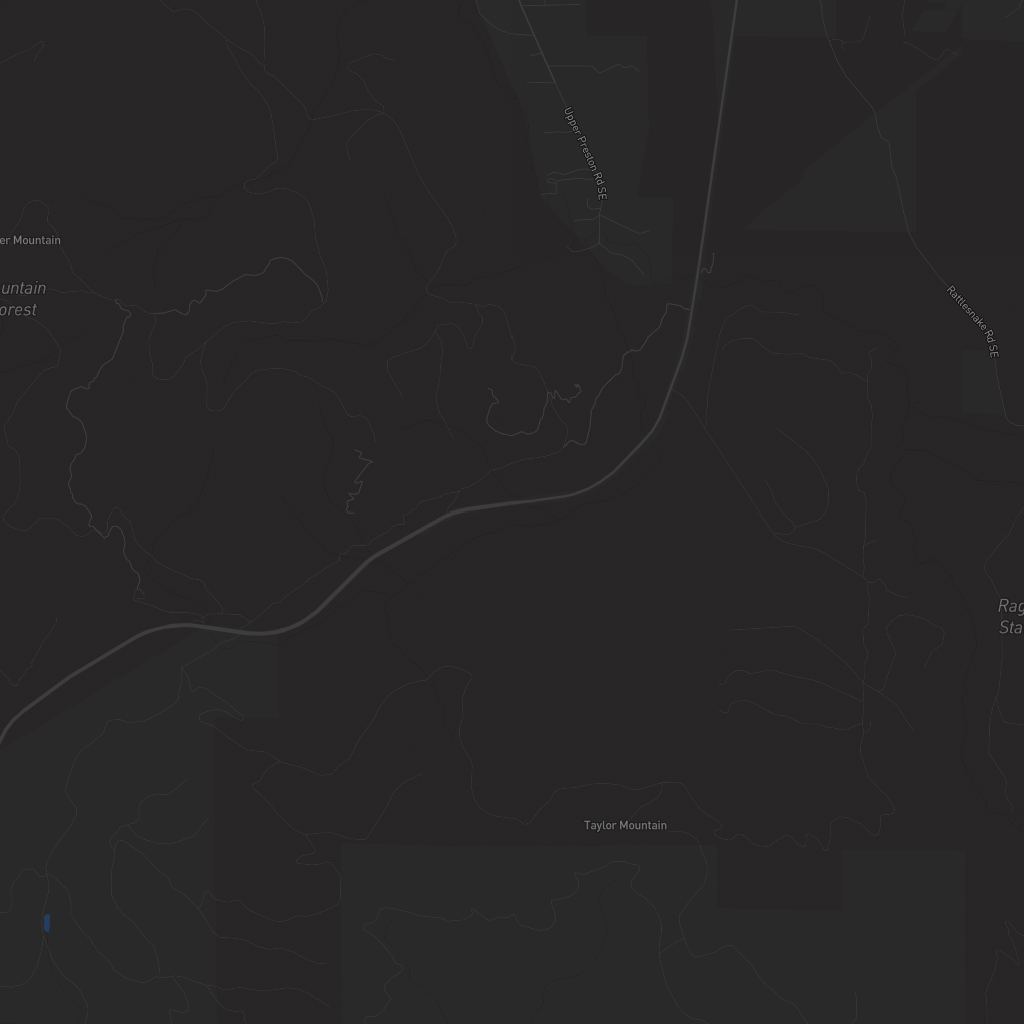 Upper Preston Rd SE
er Mountain
untain
orest
Rattlesnake Rd SE
Rag
Sta
Taylor Mountain